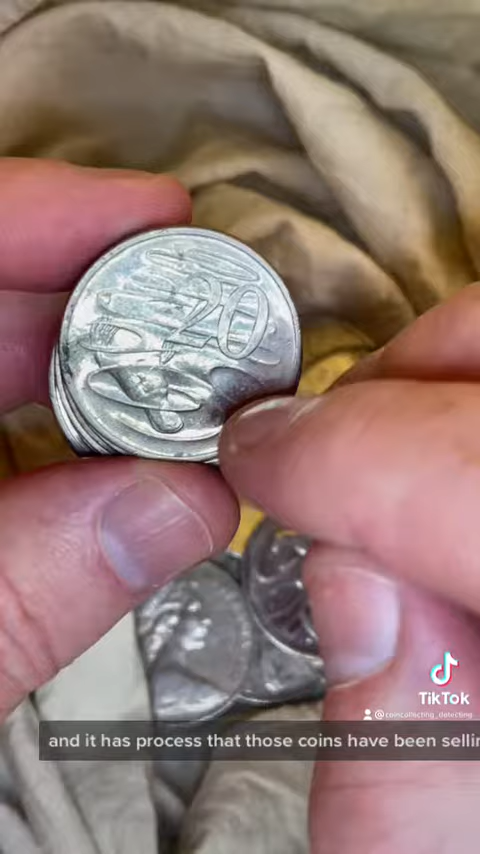 20
TikTok
@coincollecting_detecting
and it has process that those coins have been sellin